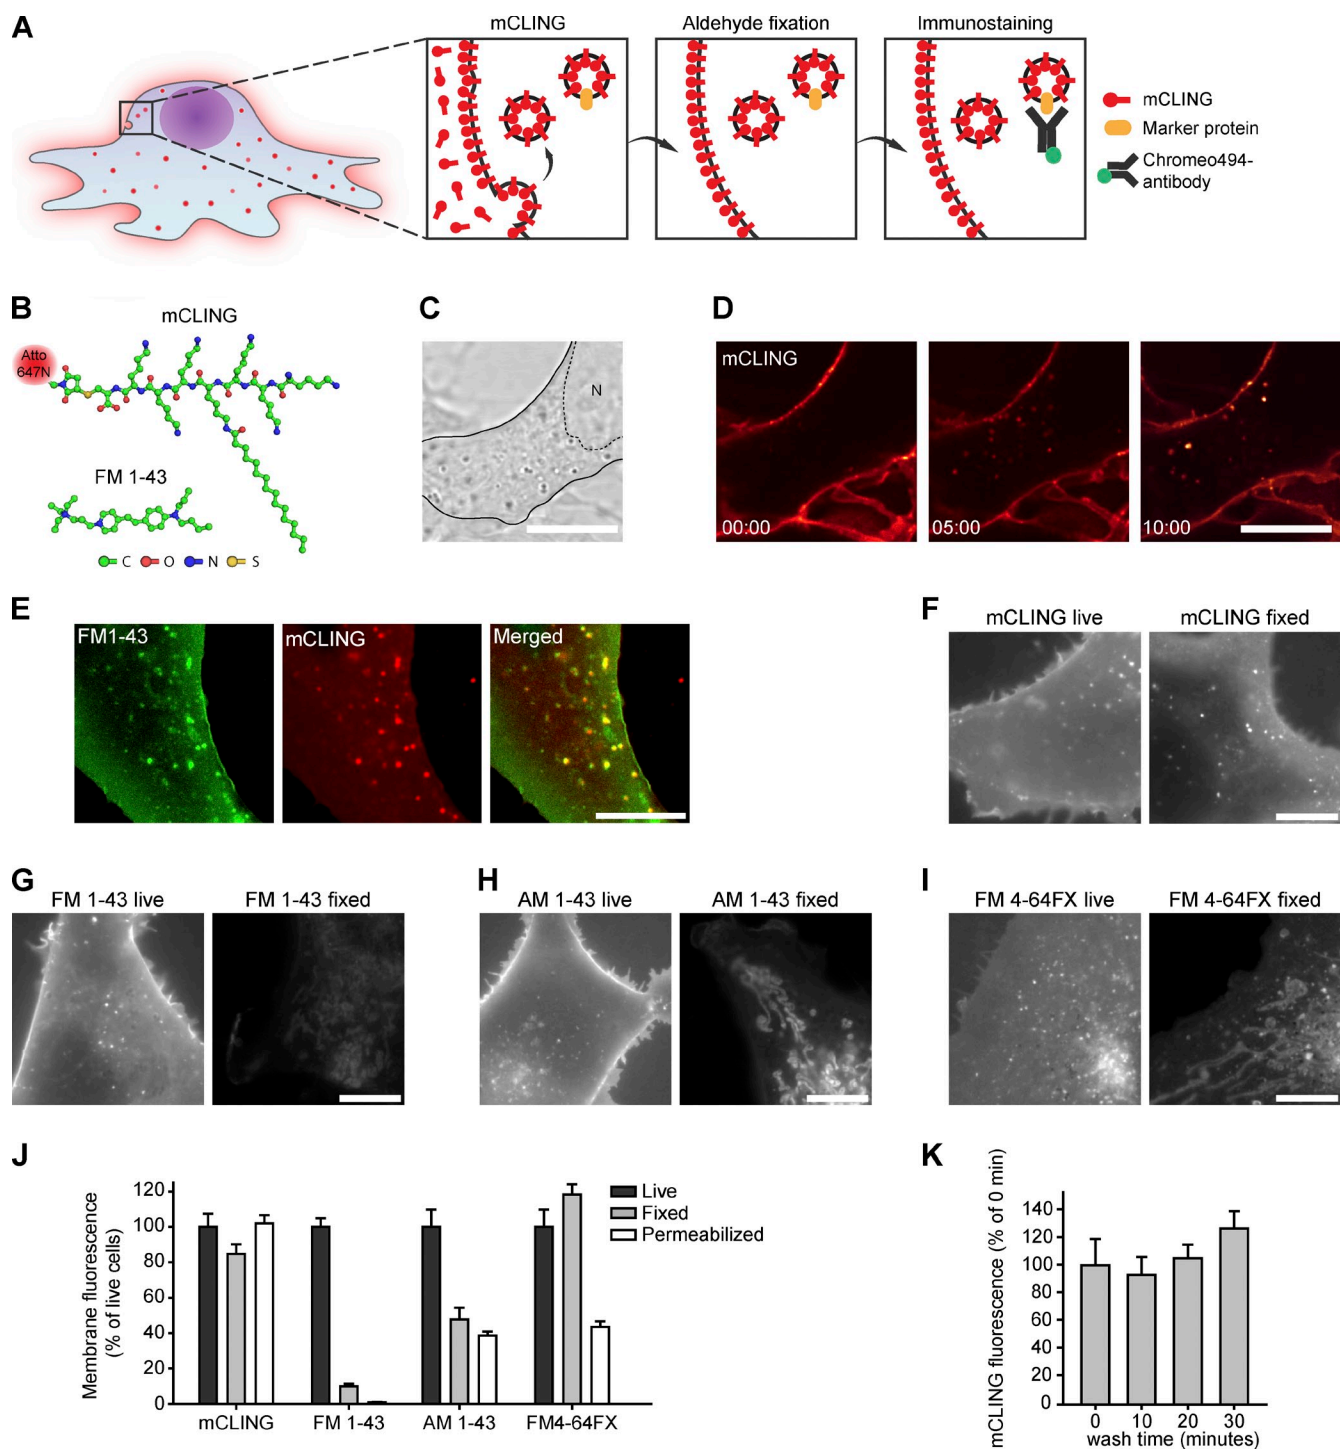 A
mCLING
Aldehyde fixation
Immunostaining
mCLING
Marker protein
Chromeo494-
antibody
B
mCLING
Atto
647N
FM 1-43
C O N S
C
N
D
mCLING
00:00
05:00
10:00
E
FM1-43
mCLING
Merged
F
mCLING live
mCLING fixed
G
FM 1-43 live
FM 1-43 fixed
H
AM 1-43 live
AM 1-43 fixed
I
FM 4-64FX live
FM 4-64FX fixed
J
Membrane fluorescence
(% of live cells)
120
100
80
60
40
20
0
Live
Fixed
Permeabilized
mCLING
FM 1-43
AM 1-43
FM4-64FX
K
mCLING fluorescence (% of 0 min)
140
120
100
80
60
40
20
0
0 10 20 30
wash time (minutes)